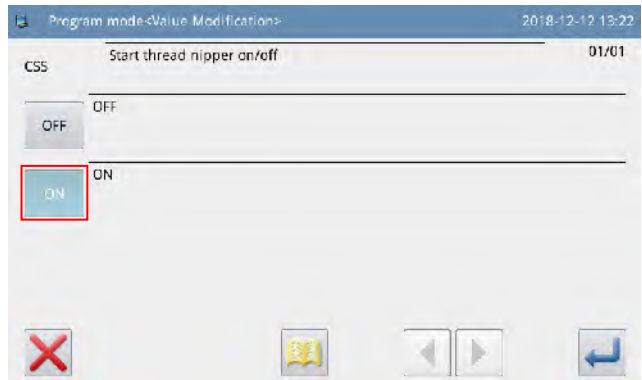 Program mode<Value Modification> 2018-12-12 13:22
CSS Start thread nipper on/off 01/01
OFF OFF
ON ON